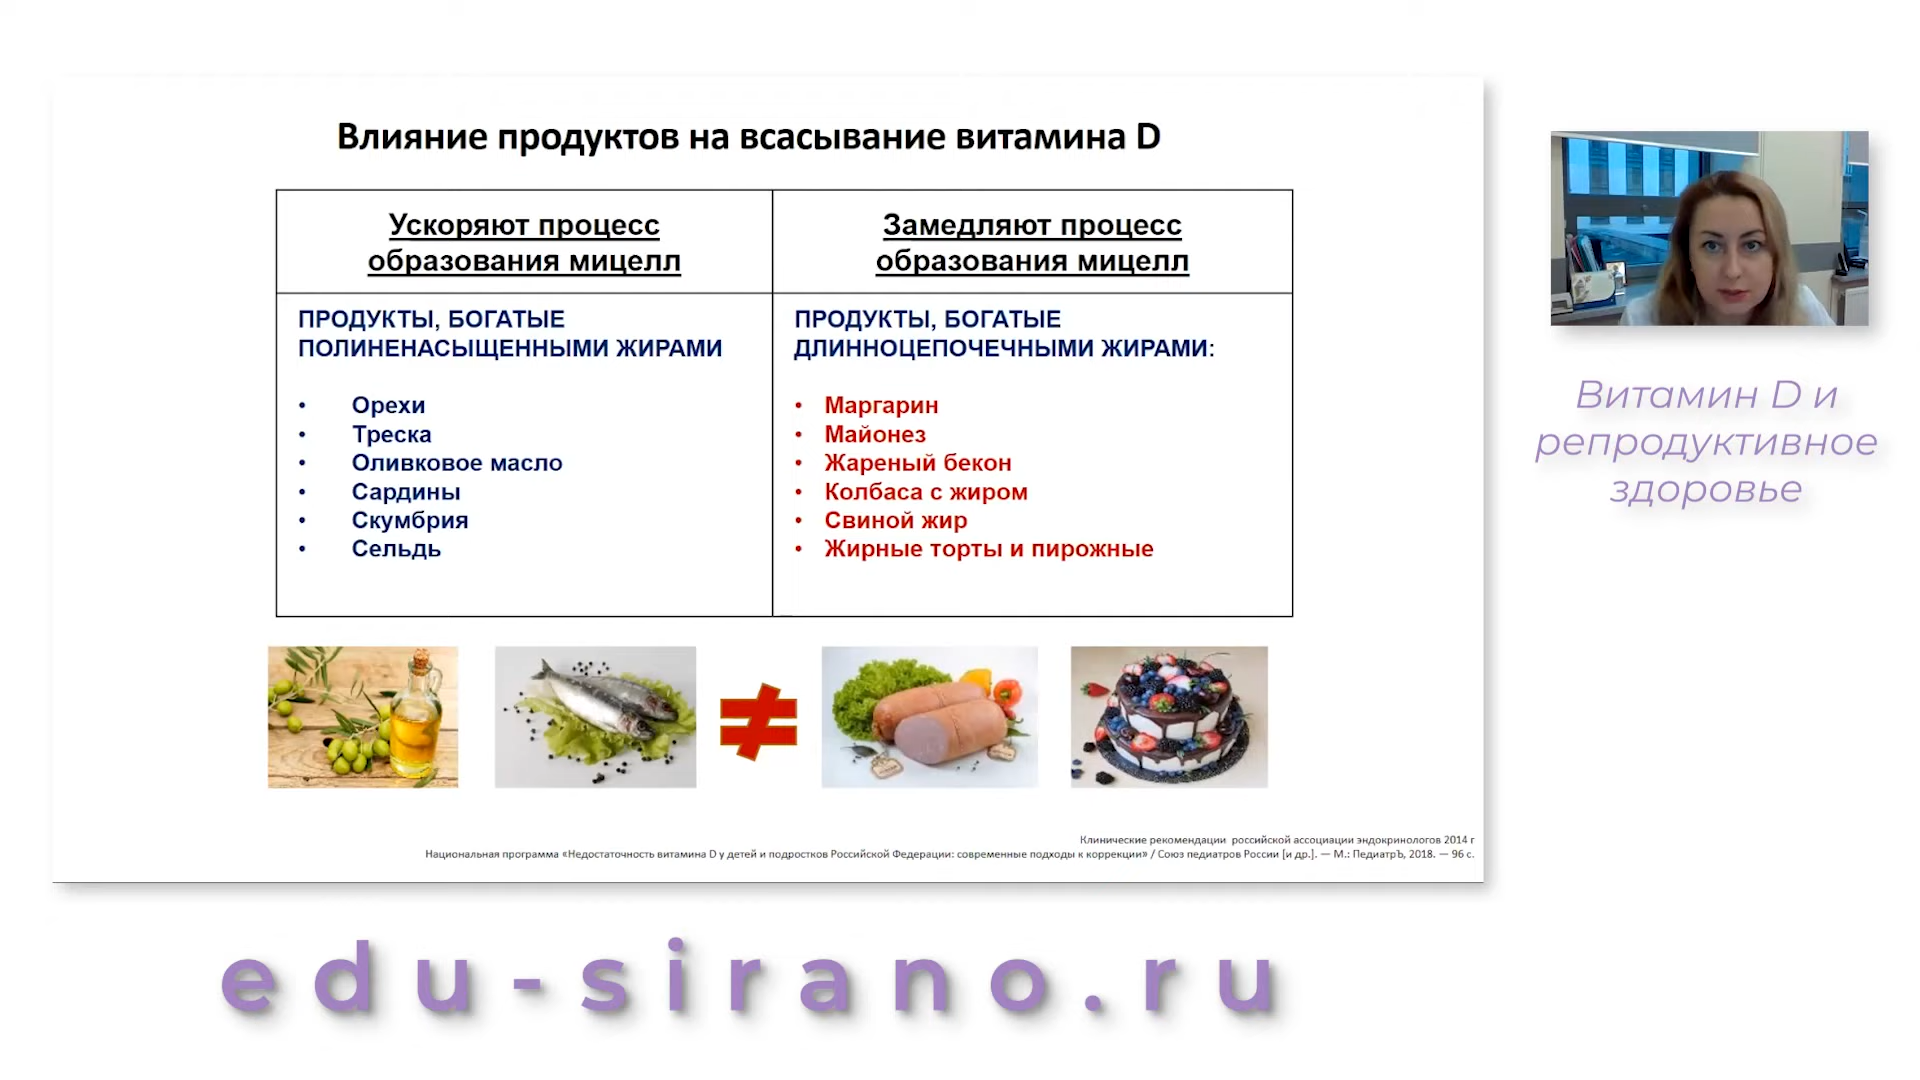 Влияние продуктов на всасывание витамина D
Ускоряют процесс
образования мицелл
Замедляют процесс
образования мицелл
ПРОДУКТЫ, БОГАТЫЕ
ПОЛИНЕНАСЫЩЕННЫМИ ЖИРАМИ
• Орехи
• Треска
• Оливковое масло
• Сардины
• Скумбрия
• Сельдь
ПРОДУКТЫ, БОГАТЫЕ
ДЛИННОЦЕПОЧЕЧНЫМИ ЖИРАМИ:
• Маргарин
• Майонез
• Жареный бекон
• Колбаса с жиром
• Свиной жир
• Жирные торты и пирожные
≠
Клинические рекомендации российской ассоциации эндокринологов 2014 г
Национальная программа «Недостаточность витамина D у детей и подростков Российской Федерации: современные подходы к коррекции» / Союз педиатров России [и др.]. — М.: ПедиатрЪ, 2018. — 96 с.
Витамин D и
репродуктивное
здоровье
edu-sirano.ru